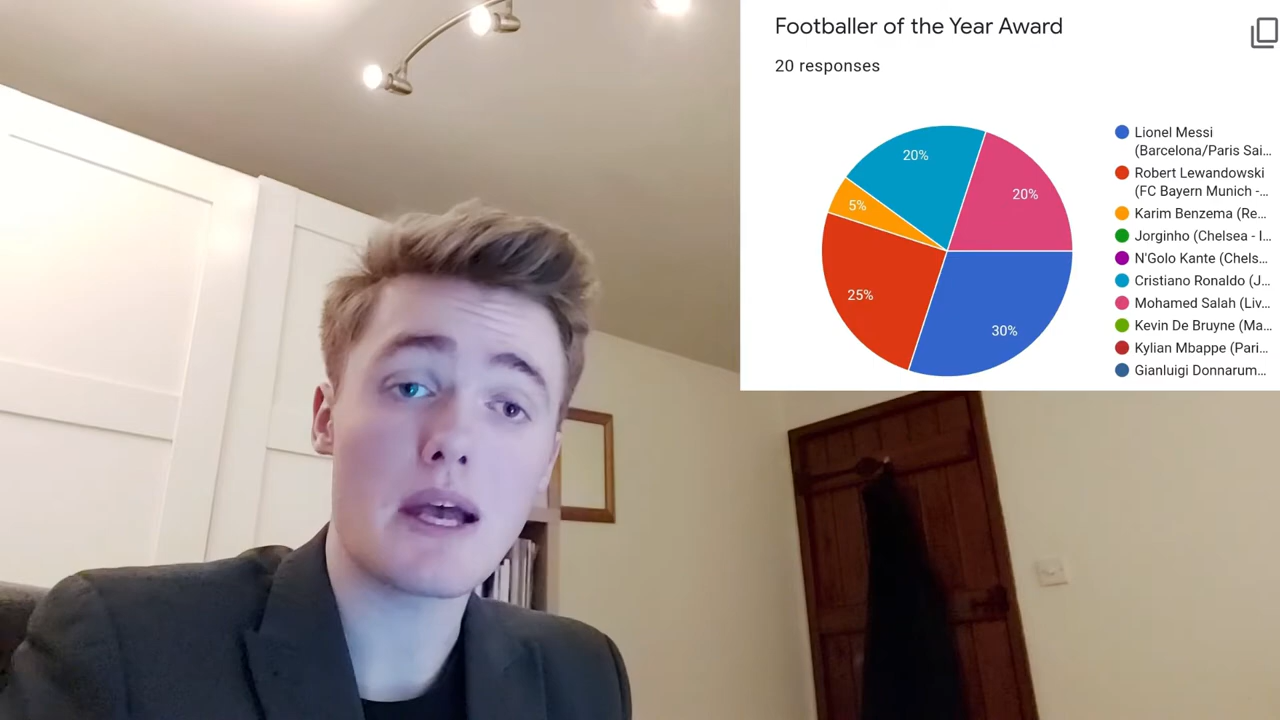 Footballer of the Year Award
20 responses
20%
20%
5%
25%
30%
Lionel Messi
(Barcelona/Paris Sai...
Robert Lewandowski
(FC Bayern Munich -...
Karim Benzema (Re...
Jorginho (Chelsea - I...
N'Golo Kante (Chels...
Cristiano Ronaldo (J...
Mohamed Salah (Liv...
Kevin De Bruyne (Ma...
Kylian Mbappe (Pari...
Gianluigi Donnarum...